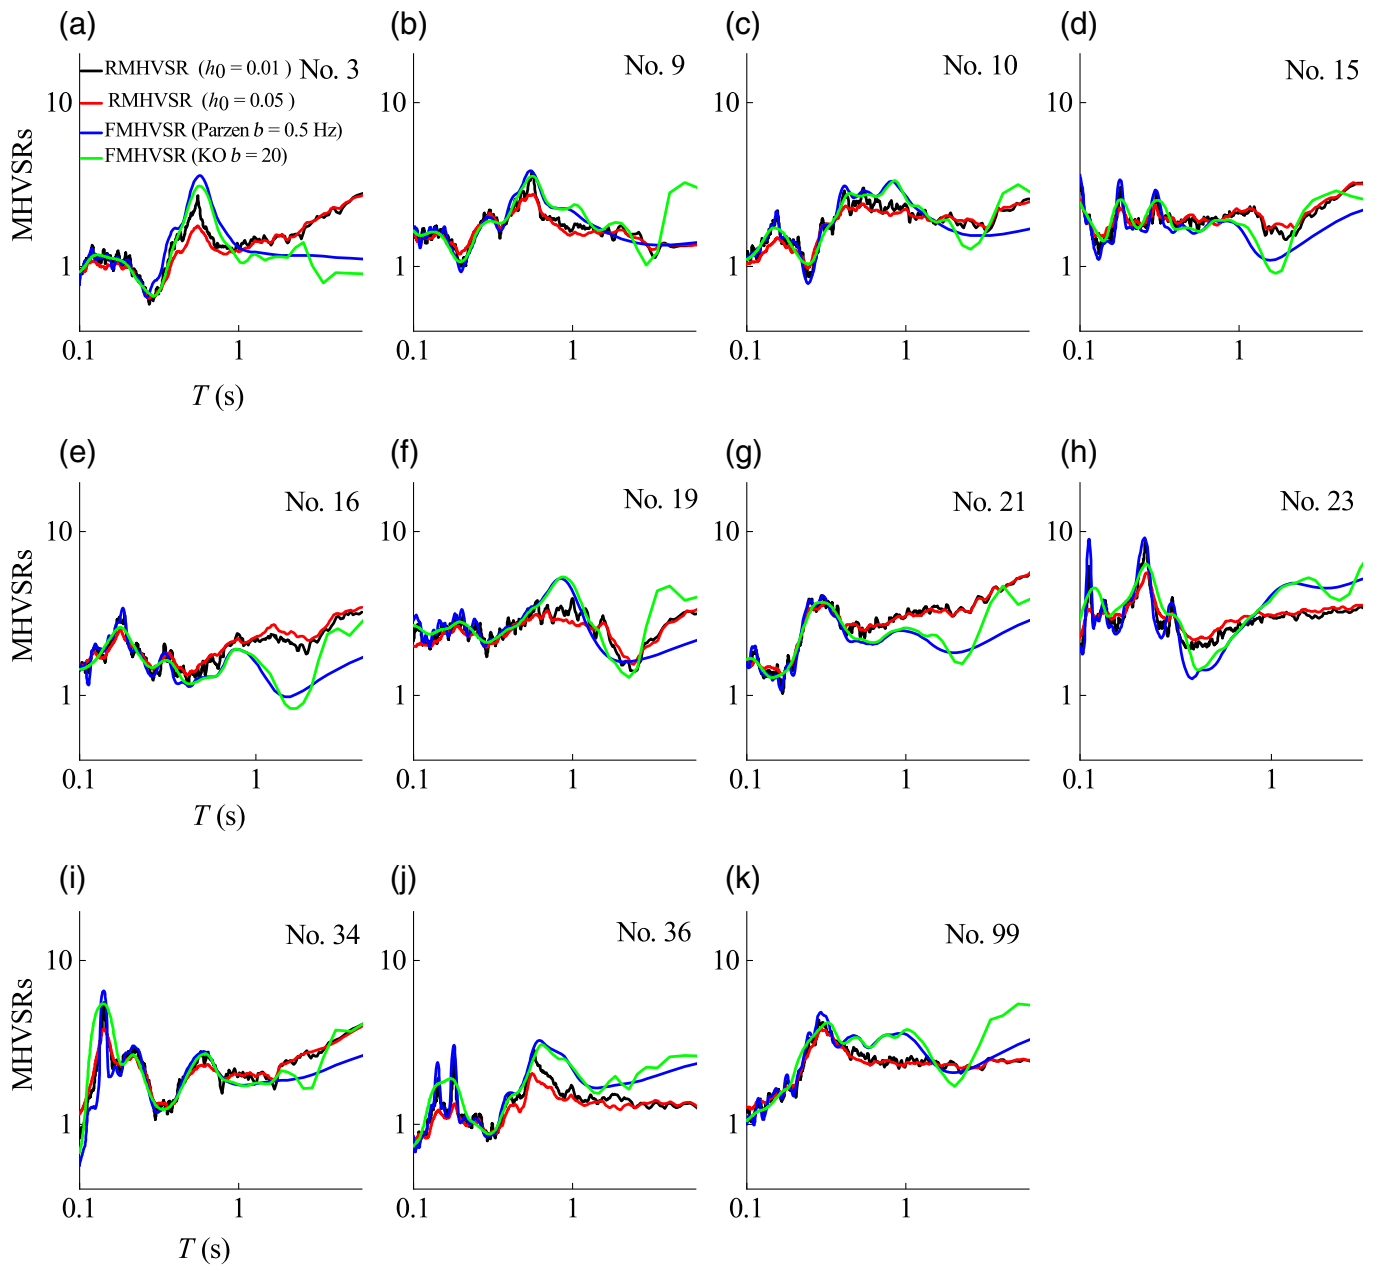 (a) (b) (c) (d)
No. 3 No. 9 No. 10 No. 15
RMHVSR (h0 = 0.01 )
RMHVSR (h0 = 0.05)
FMHVSR (Parzen b = 0.5 Hz)
FMHVSR (KO b = 20)
MHVSRs
10 10 10 10
1 1 1 1
0.1 1 0.1 1 0.1 1 0.1 1
T (s)
(e) (f) (g) (h)
No. 16 No. 19 No. 21 No. 23
MHVSRs
10 10 10 10
1 1 1 1
0.1 1 0.1 1 0.1 1 0.1 1
T (s)
(i) (j) (k)
No. 34 No. 36 No. 99
MHVSRs
10 10 10
1 1 1
0.1 1 0.1 1 0.1 1
T (s)